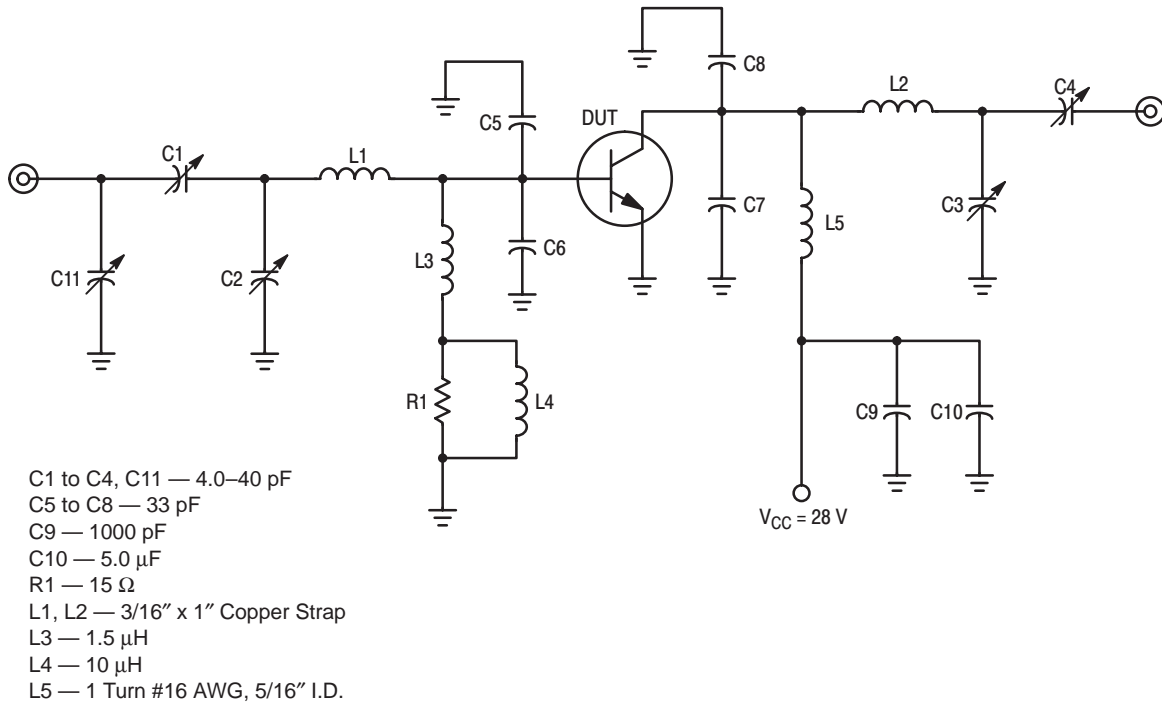 C8
L2
C4
C5
DUT
C1
L1
C7
L5
C3
C11
C2
L3
C6
R1
L4
C9
C10
C1 to C4, C11 — 4.0–40 pF
C5 to C8 — 33 pF
C9 — 1000 pF
C10 — 5.0 μF
R1 — 15 Ω
L1, L2 — 3/16″ x 1″ Copper Strap
L3 — 1.5 μH
L4 — 10 μH
L5 — 1 Turn #16 AWG, 5/16″ I.D.
VCC = 28 V